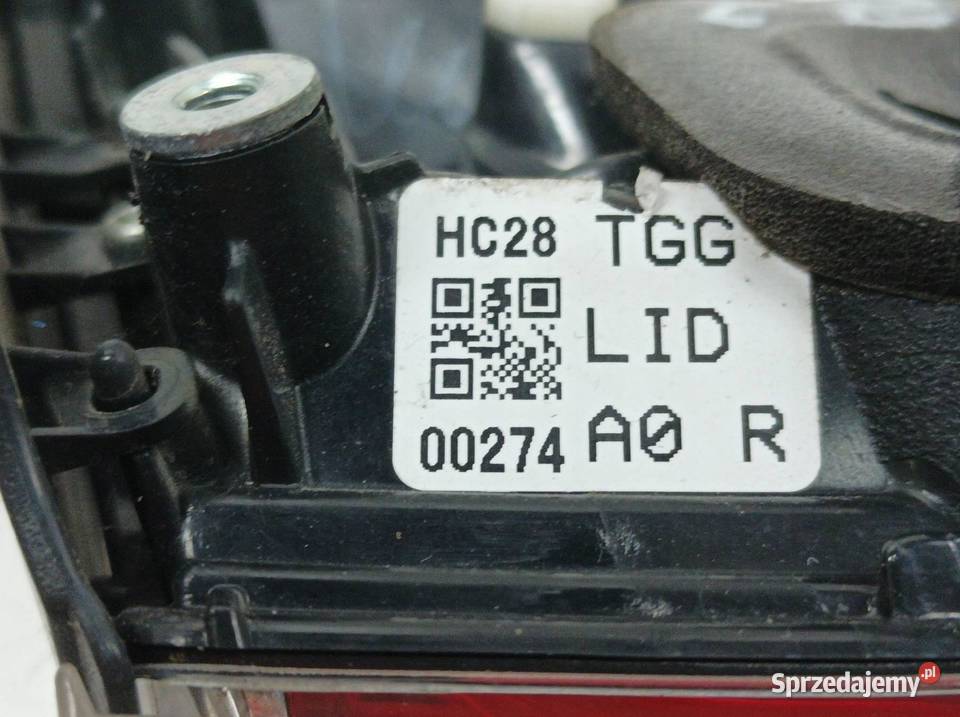 HC28 TGG
LID
00274 A0 R
Sprzedajemy.pl